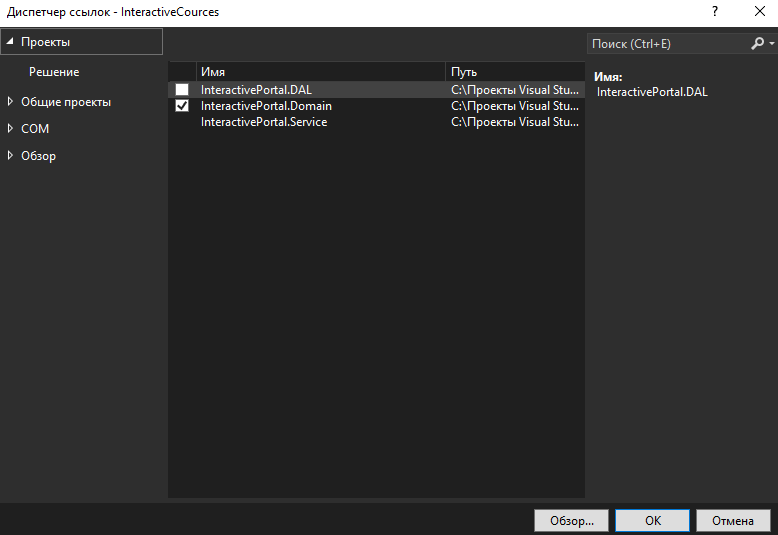 Диспетчер ссылок - InteractiveCources
Проекты
Решение
Общие проекты
COM
Обзор
Имя Путь
InteractivePortal.DAL C:\Проекты Visual Stu...
InteractivePortal.Domain C:\Проекты Visual Stu...
InteractivePortal.Service C:\Проекты Visual Stu...
Поиск (Ctrl+E)
Имя:
InteractivePortal.DAL
Обзор... OK Отмена